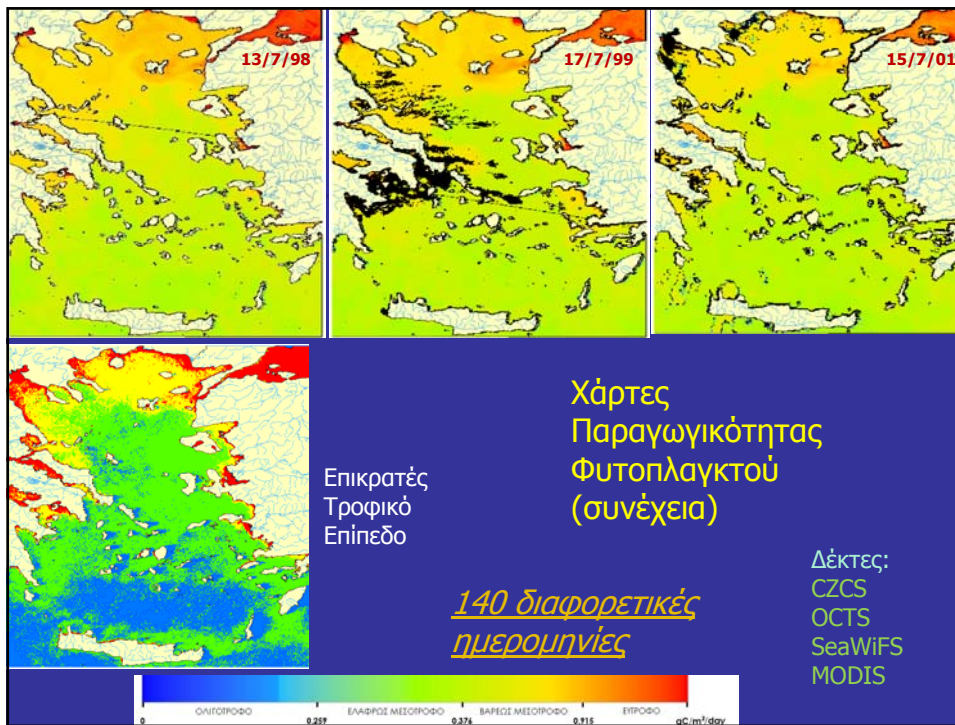 13/7/98
17/7/99
15/7/01
Χάρτες
Παραγωγικότητας
Φυτοπλαγκτού
(συνέχεια)
Επικρατές
Τροφικό
Επίπεδο
Δέκτες:
CZCS
OCTS
SeaWiFS
MODIS
140 διαφορετικές
ημερομηνίες
ΟΛΙΓΟΤΡΟΦΟ ΕΛΑΦΡΩΣ ΜΕΣΟΤΡΟΦΟ ΒΑΡΕΩΣ ΜΕΣΟΤΡΟΦΟ ΕΥΤΡΟΦΟ
0 0.259 0.376 0.915 gC/m²/day